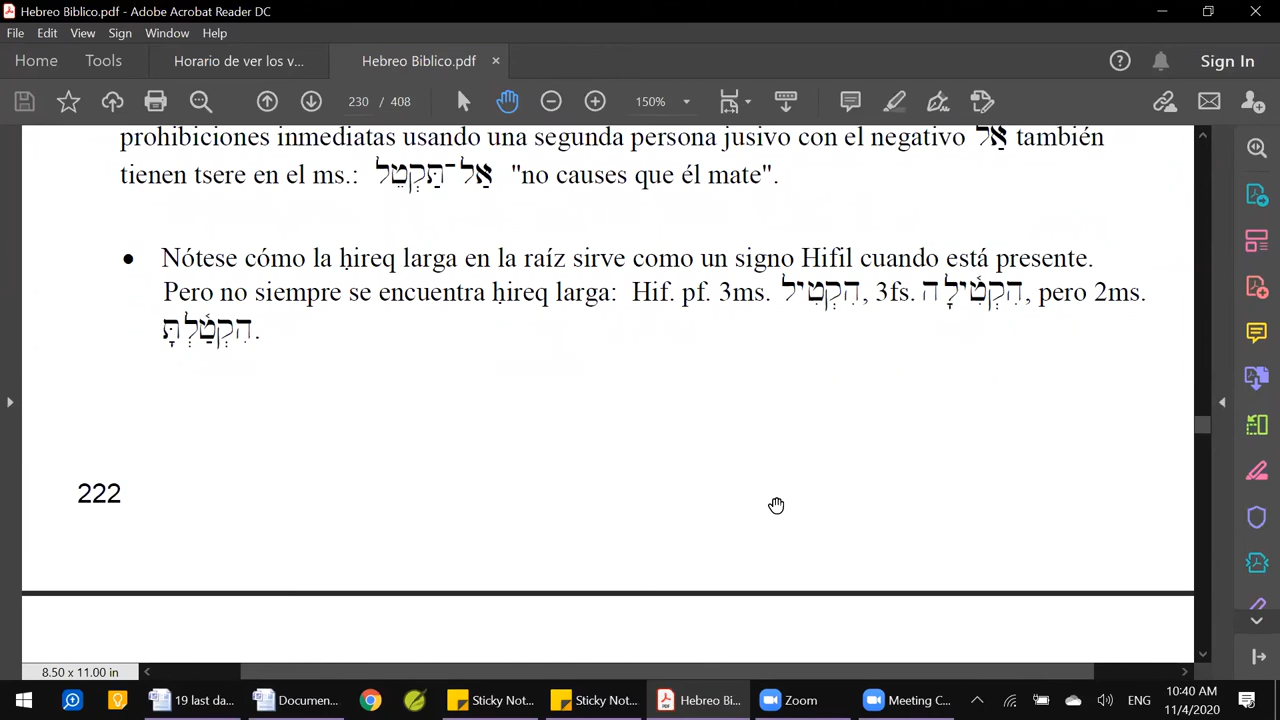 Hebreo Biblico.pdf - Adobe Acrobat Reader DC
File Edit View Sign Window Help
Home Tools Horario de ver los v... Hebreo Biblico.pdf × Sign In
230 / 408 150%
prohibiciones inmediatas usando una segunda persona jusivo con el negativo אַל también
tienen tsere en el ms.: אַל־תַּקְטֵל "no causes que él mate".
• Nótese cómo la ḥireq larga en la raíz sirve como un signo Hifil cuando está presente.
Pero no siempre se encuentra ḥireq larga: Hif. pf. 3ms. הִקְטִיל, 3fs. הִקְטִ֫ילָה, pero 2ms.
הִקְטַ֫לְתָּ.
222
8.50 x 11.00 in
19 last da... Documen... Sticky Not... Sticky Not... Hebreo Bi... Zoom Meeting C... ENG 10:40 AM
11/4/2020